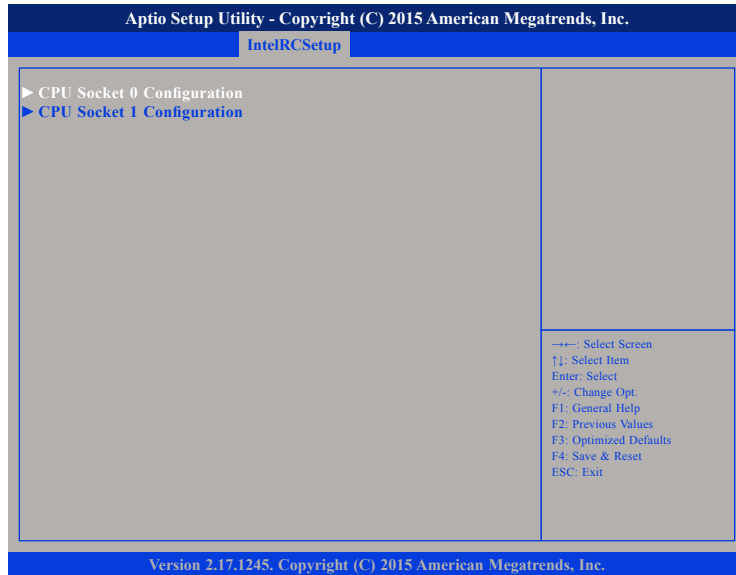 Aptio Setup Utility - Copyright (C) 2015 American Megatrends, Inc.
IntelRCSetup
►CPU Socket 0 Configuration
►CPU Socket 1 Configuration
→←: Select Screen
↑↓: Select Item
Enter: Select
+/-: Change Opt.
F1: General Help
F2: Previous Values
F3: Optimized Defaults
F4: Save & Reset
ESC: Exit
Version 2.17.1245. Copyright (C) 2015 American Megatrends, Inc.